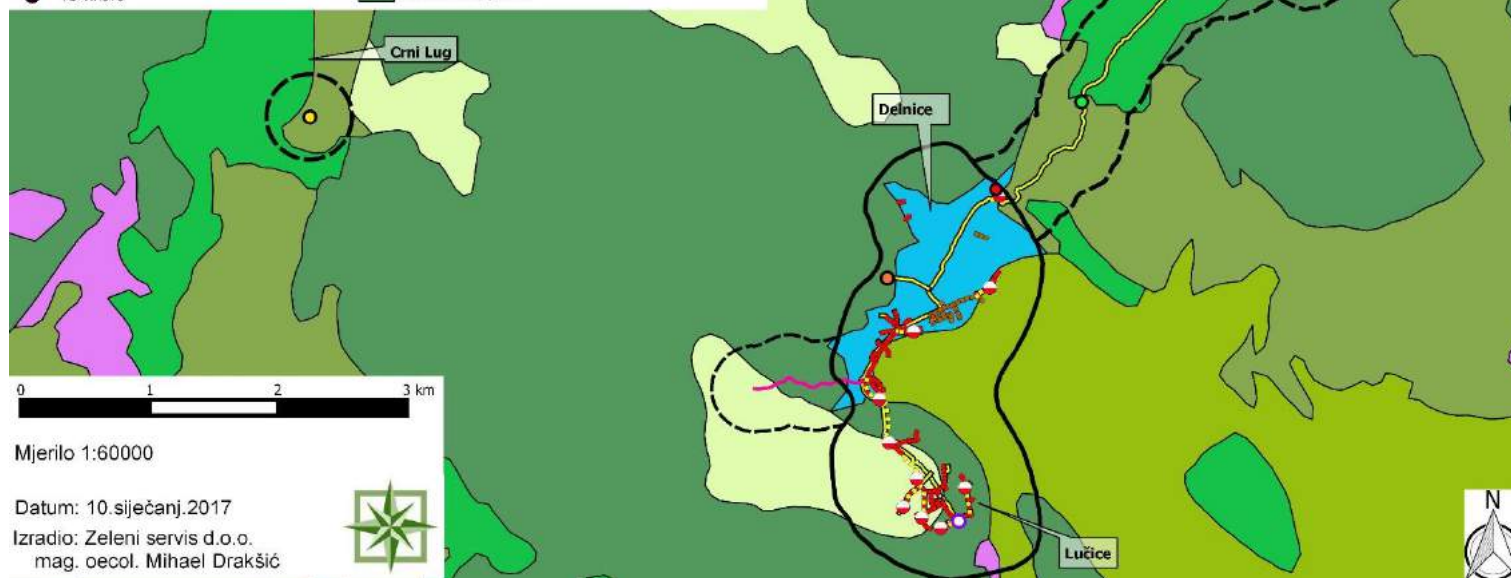 Crni Lug
Delnice
0 1 2 3 km
Mjerilo 1:60000
Datum: 10.siječanj.2017
Izradio: Zeleni servis d.o.o.
mag. oecol. Mihael Drakšić
Lučice
N